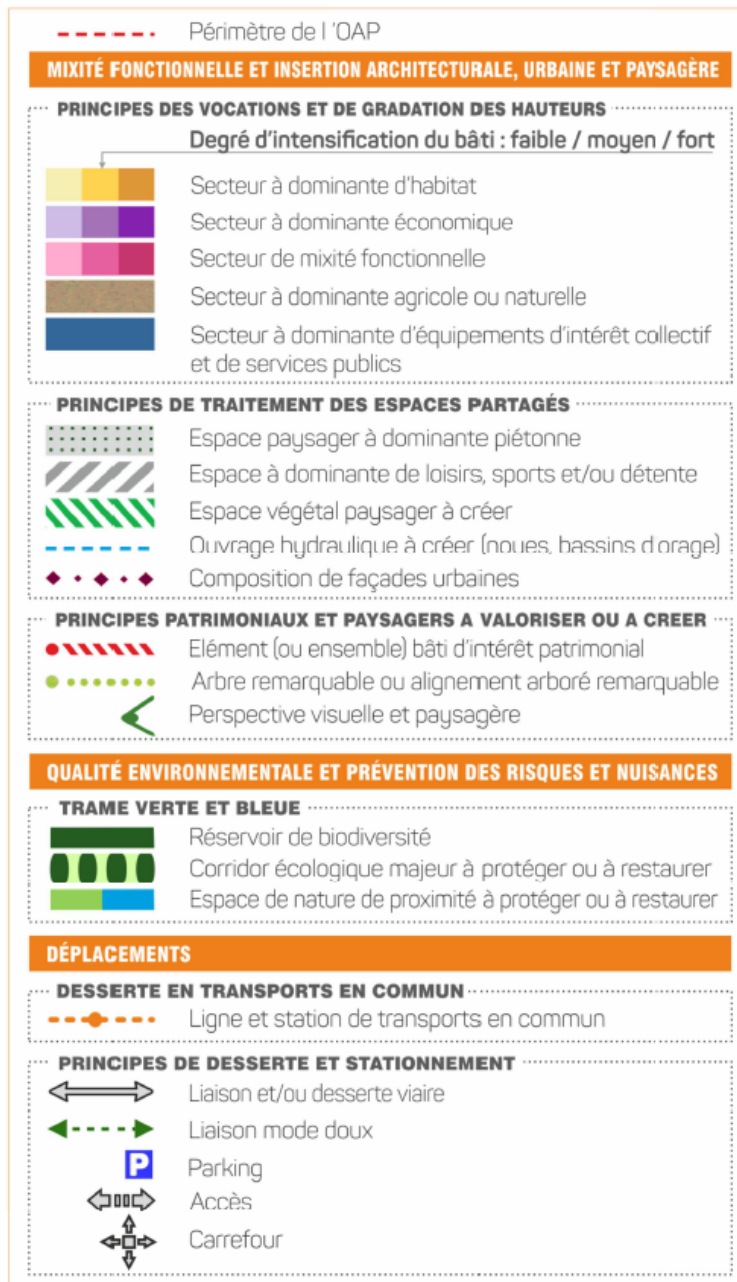 Périmètre de l 'OAP
MIXITÉ FONCTIONNELLE ET INSERTION ARCHITECTURALE, URBAINE ET PAYSAGÈRE
PRINCIPES DES VOCATIONS ET DE GRADATION DES HAUTEURS
Degré d'intensification du bâti : faible / moyen / fort
Secteur à dominante d'habitat
Secteur à dominante économique
Secteur de mixité fonctionnelle
Secteur à dominante agricole ou naturelle
Secteur à dominante d'équipements d'intérêt collectif
et de services publics
PRINCIPES DE TRAITEMENT DES ESPACES PARTAGÉS
Espace paysager à dominante piétonne
Espace à dominante de loisirs, sports et/ou détente
Espace végétal paysager à créer
Ouvrage hydraulique à créer (noues, bassins d'orage)
Composition de façades urbaines
PRINCIPES PATRIMONIAUX ET PAYSAGERS A VALORISER OU A CREER
Elément (ou ensemble) bâti d'intérêt patrimonial
Arbre remarquable ou alignement arboré remarquable
Perspective visuelle et paysagère
QUALITÉ ENVIRONNEMENTALE ET PRÉVENTION DES RISQUES ET NUISANCES
TRAME VERTE ET BLEUE
Réservoir de biodiversité
Corridor écologique majeur à protéger ou à restaurer
Espace de nature de proximité à protéger ou à restaurer
DÉPLACEMENTS
DESSERTE EN TRANSPORTS EN COMMUN
Ligne et station de transports en commun
PRINCIPES DE DESSERTE ET STATIONNEMENT
Liaison et/ou desserte viaire
Liaison mode doux
P Parking
Accès
Carrefour